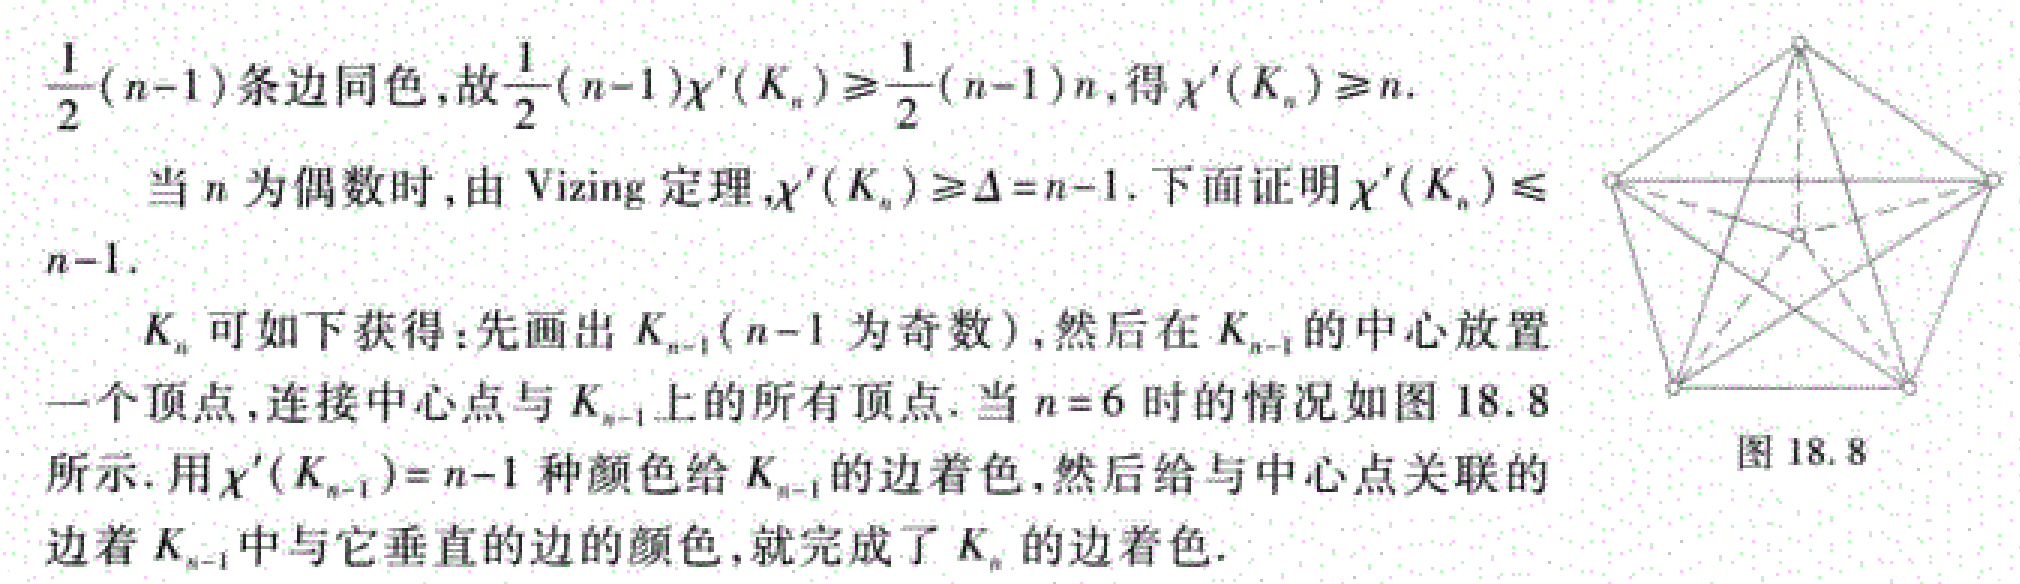 $\frac{1}{2}(n-1)$条边同色,故$\frac{1}{2}(n-1)\chi'(K_n)\geqslant\frac{1}{2}(n-1)n$,得$\chi'(K_n)\geqslant n$.
当 n 为偶数时,由 Vizing 定理,$\chi'(K_n)\geqslant\Delta=n-1$. 下面证明$\chi'(K_n)\leqslant$
$n-1$.
$K_n$ 可如下获得:先画出 $K_{n-1}$($n-1$ 为奇数),然后在 $K_{n-1}$的中心放置
一个顶点,连接中心点与 $K_{n-1}$上的所有顶点. 当 $n=6$ 时的情况如图 18.8
所示. 用$\chi'(K_{n-1})=n-1$ 种颜色给 $K_{n-1}$的边着色,然后给与中心点关联的
边着 $K_{n-1}$中与它垂直的边的颜色,就完成了 $K_n$ 的边着色.
图 18.8